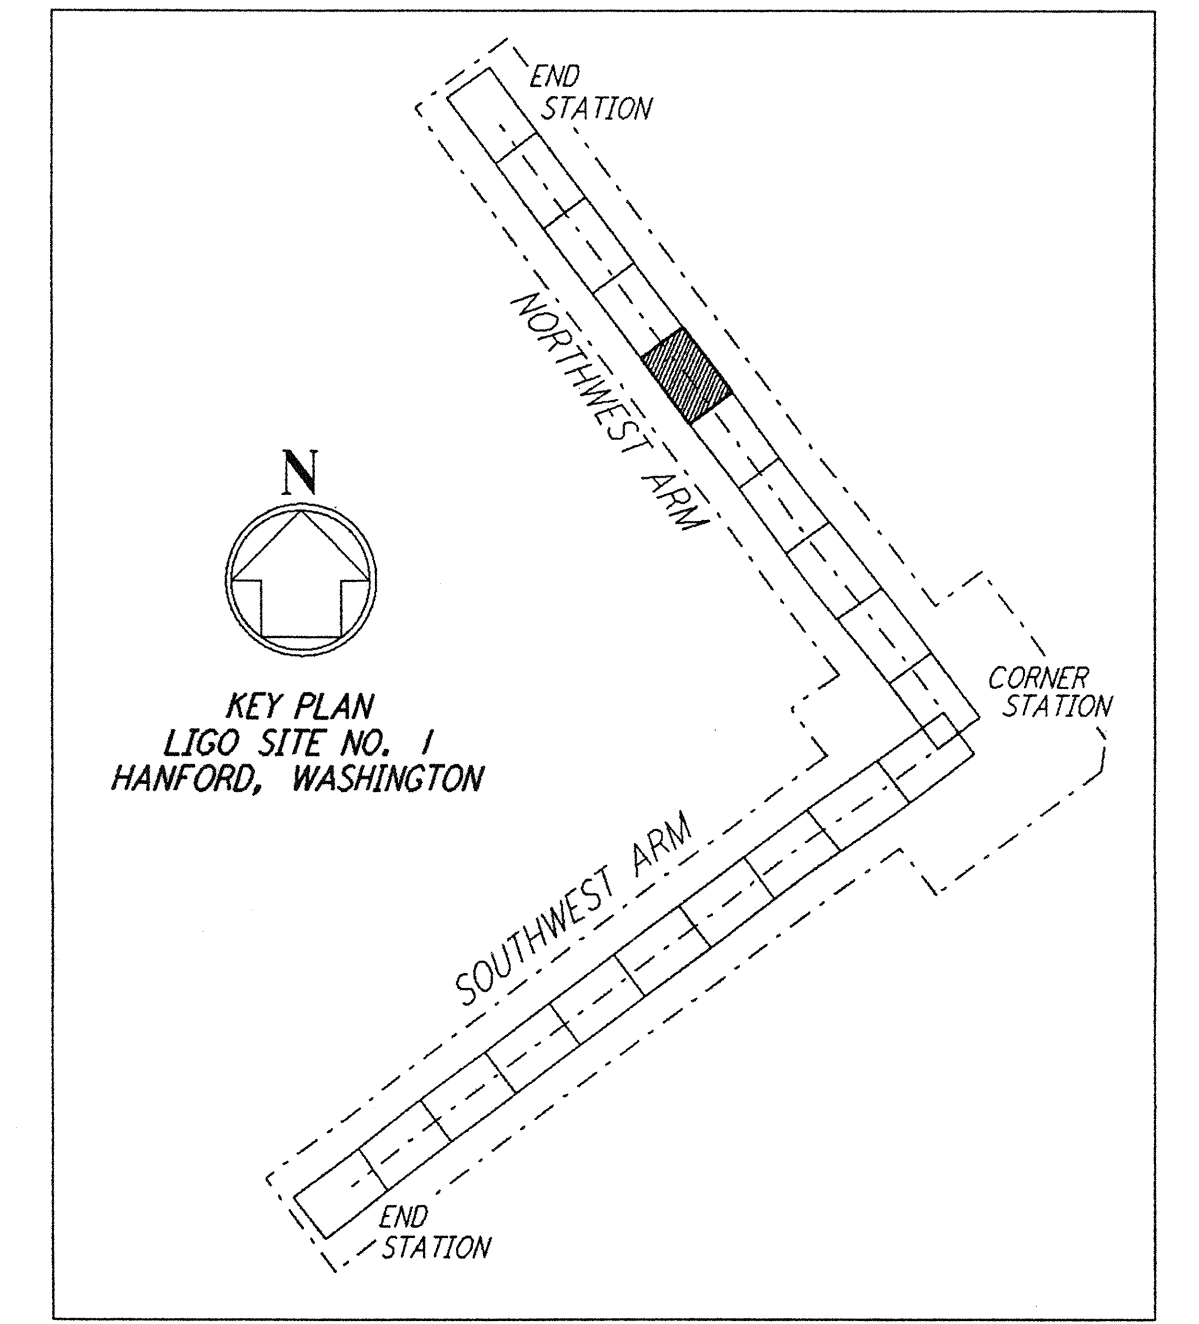 END
STATION
NORTHWEST ARM
N
KEY PLAN
LIGO SITE NO. 1
HANFORD, WASHINGTON
CORNER
STATION
SOUTHWEST ARM
END
STATION